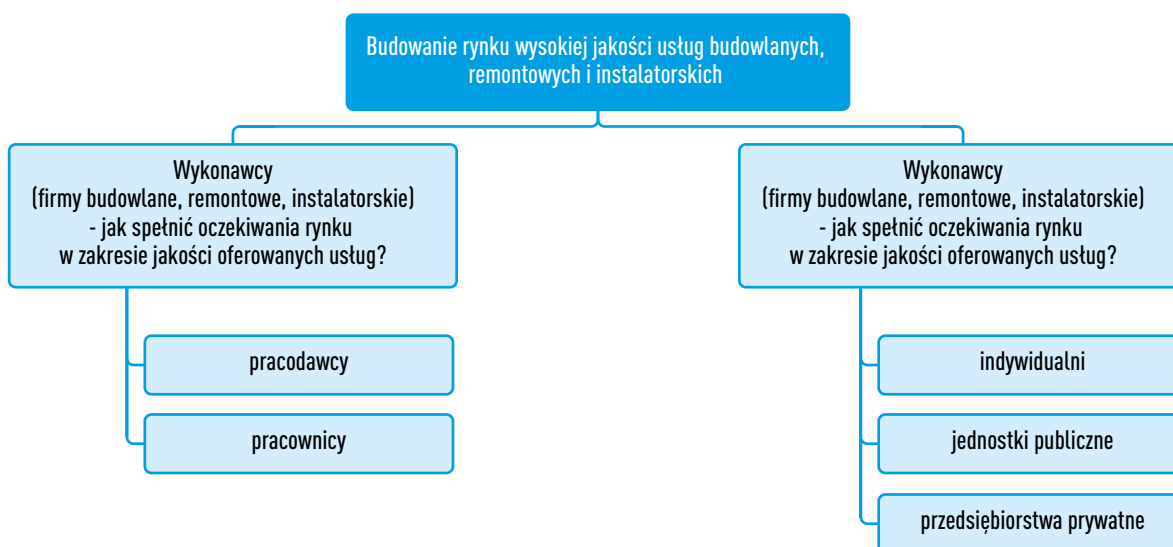 Budowanie rynku wysokiej jakości usług budowlanych,
remontowych i instalatorskich
Wykonawcy
(firmy budowlane, remontowe, instalatorskie)
- jak spełnić oczekiwania rynku
w zakresie jakości oferowanych usług?
pracodawcy
pracownicy
Wykonawcy
(firmy budowlane, remontowe, instalatorskie)
- jak spełnić oczekiwania rynku
w zakresie jakości oferowanych usług?
indywidualni
jednostki publiczne
przedsiębiorstwa prywatne